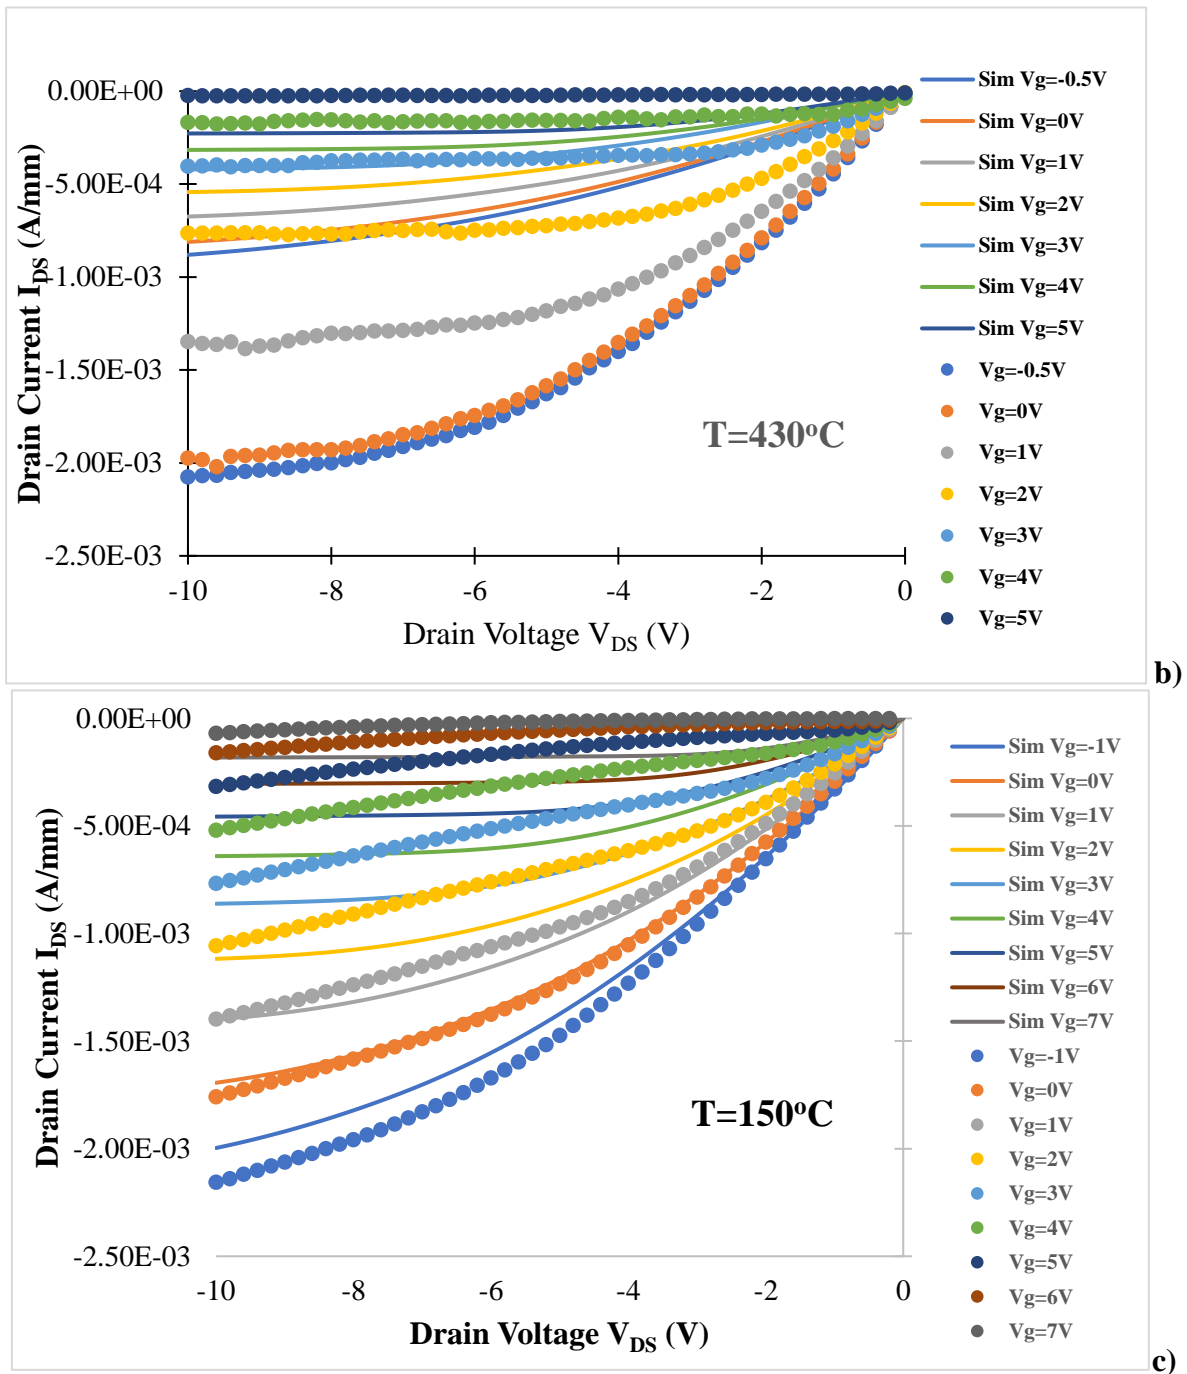 0.00E+00
-5.00E-04
-1.00E-03
-1.50E-03
-2.00E-03
-2.50E-03
-10
-8
-6
-4
-2
0
Drain Current IDS (A/mm)
Drain Voltage VDS (V)
T=430oC
Sim Vg=-0.5V
Sim Vg=0V
Sim Vg=1V
Sim Vg=2V
Sim Vg=3V
Sim Vg=4V
Sim Vg=5V
Vg=-0.5V
Vg=0V
Vg=1V
Vg=2V
Vg=3V
Vg=4V
Vg=5V
b)
0.00E+00
-5.00E-04
-1.00E-03
-1.50E-03
-2.00E-03
-2.50E-03
-10
-8
-6
-4
-2
0
Drain Current IDS (A/mm)
Drain Voltage VDS (V)
T=150oC
Sim Vg=-1V
Sim Vg=0V
Sim Vg=1V
Sim Vg=2V
Sim Vg=3V
Sim Vg=4V
Sim Vg=5V
Sim Vg=6V
Sim Vg=7V
Vg=-1V
Vg=0V
Vg=1V
Vg=2V
Vg=3V
Vg=4V
Vg=5V
Vg=6V
Vg=7V
c)